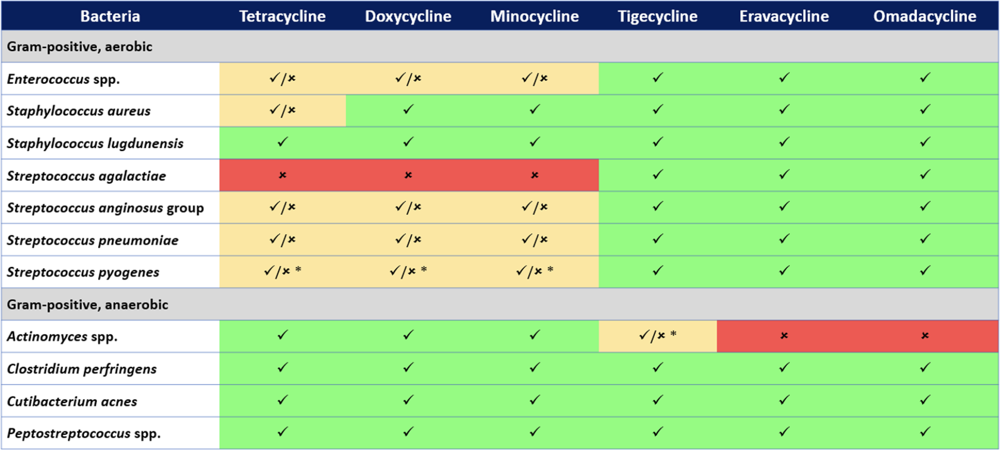 Bacteria Tetracycline Doxycycline Minocycline Tigecycline Eravacycline Omadacycline
Gram-positive, aerobic
Enterococcus spp. ✓/✗ ✓/✗ ✓/✗ ✓ ✓ ✓
Staphylococcus aureus ✓/✗ ✓ ✓ ✓ ✓ ✓
Staphylococcus lugdunensis ✓ ✓ ✓ ✓ ✓ ✓
Streptococcus agalactiae ✗ ✗ ✗ ✓ ✓ ✓
Streptococcus anginosus group ✓/✗ ✓/✗ ✓/✗ ✓ ✓ ✓
Streptococcus pneumoniae ✓/✗ ✓/✗ ✓/✗ ✓ ✓ ✓
Streptococcus pyogenes ✓/✗ * ✓/✗ * ✓/✗ * ✓ ✓ ✓
Gram-positive, anaerobic
Actinomyces spp. ✓ ✓ ✓ ✓/✗ * ✗ ✗
Clostridium perfringens ✓ ✓ ✓ ✓ ✓ ✓
Cutibacterium acnes ✓ ✓ ✓ ✓ ✓ ✓
Peptostreptococcus spp. ✓ ✓ ✓ ✓ ✓ ✓